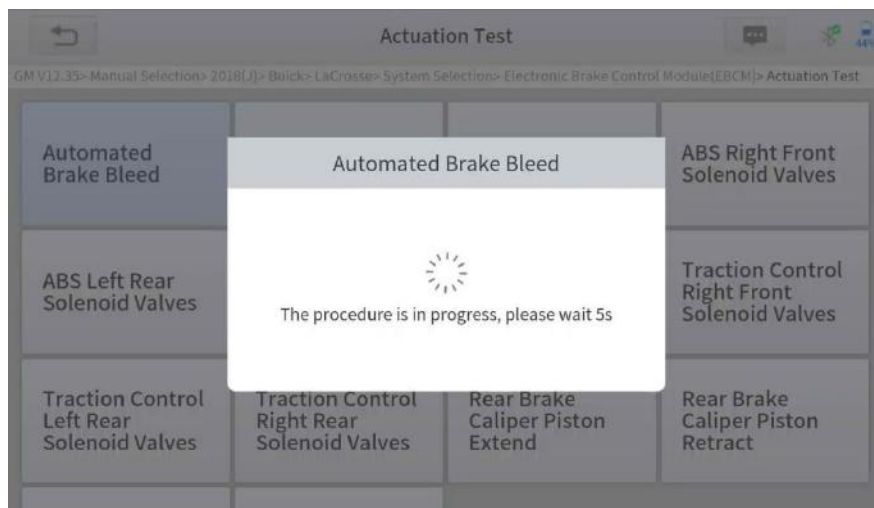 Actuation Test
44%
GM V12.35> Manual Selection> 2018(J)> Buick> LaCrosse> System Selection> Electronic Brake Control Module(EBCM)> Actuation Test
Automated
Brake Bleed
Automated Brake Bleed
The procedure is in progress, please wait 5s
ABS Right Front
Solenoid Valves
ABS Left Rear
Solenoid Valves
Traction Control
Right Front
Solenoid Valves
Traction Control
Left Rear
Solenoid Valves
Traction Control
Right Rear
Solenoid Valves
Rear Brake
Caliper Piston
Extend
Rear Brake
Caliper Piston
Retract